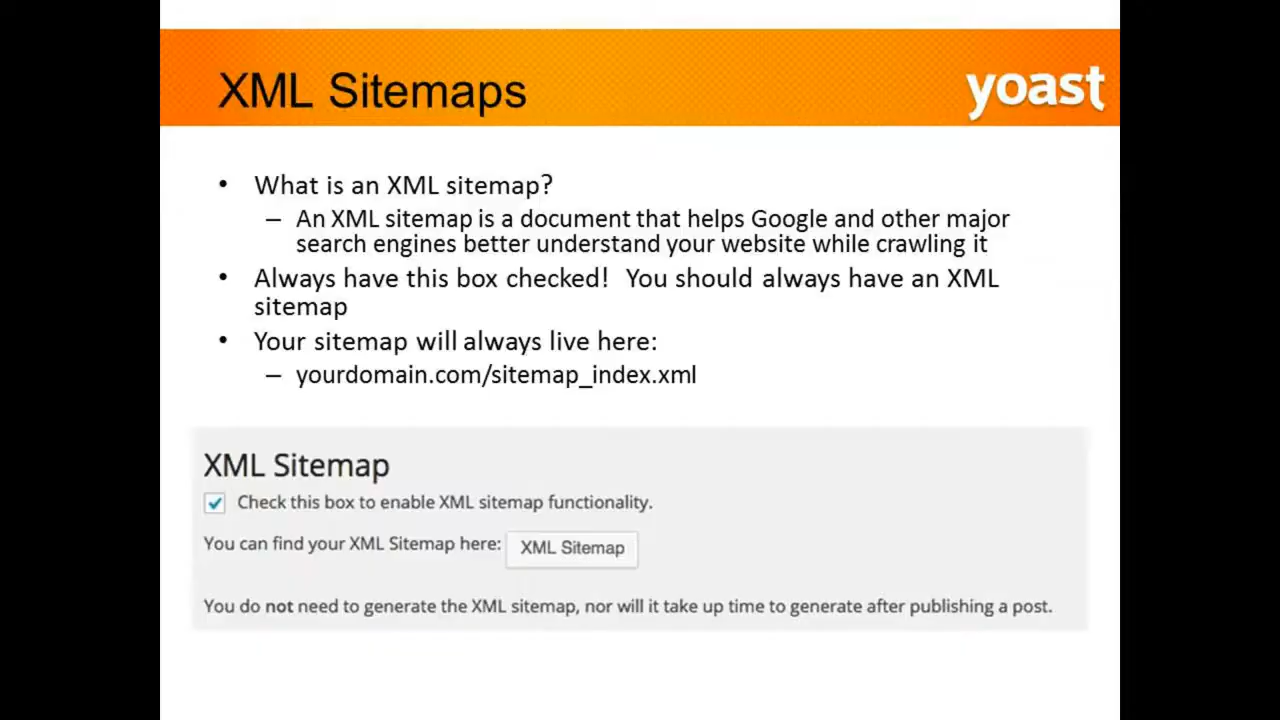 XML Sitemaps
yoast
• What is an XML sitemap?
– An XML sitemap is a document that helps Google and other major
search engines better understand your website while crawling it
• Always have this box checked!  You should always have an XML
sitemap
• Your sitemap will always live here:
– yourdomain.com/sitemap_index.xml
XML Sitemap
Check this box to enable XML sitemap functionality.
You can find your XML Sitemap here: XML Sitemap
You do not need to generate the XML sitemap, nor will it take up time to generate after publishing a post.